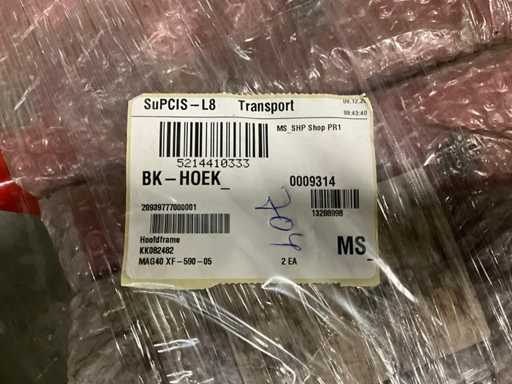 SuPCIS-L8 Transport
MS_SHP Shop PR1
5214410333
BK-HOEK_ 0009314
20939777000001
13288998
704
Hoofdframe
KK082482
MAG40 XF-590-05 2 EA
MS_